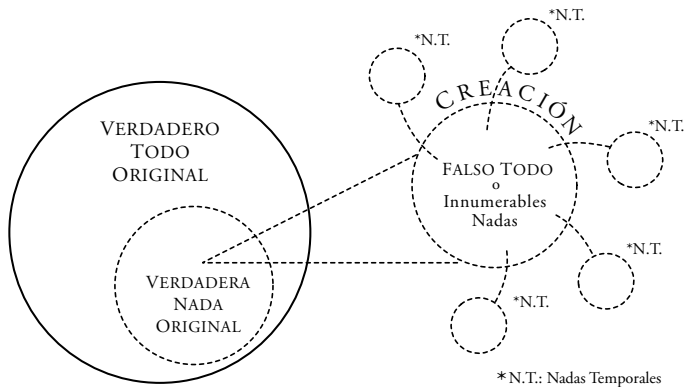 VERDADERO
TODO
ORIGINAL
VERDADERA
NADA
ORIGINAL
CREACIÓN
FALSO TODO
o
Innumerables
Nadas
*N.T.
*N.T.
*N.T.
*N.T.
*N.T.
*N.T.: Nadas Temporales